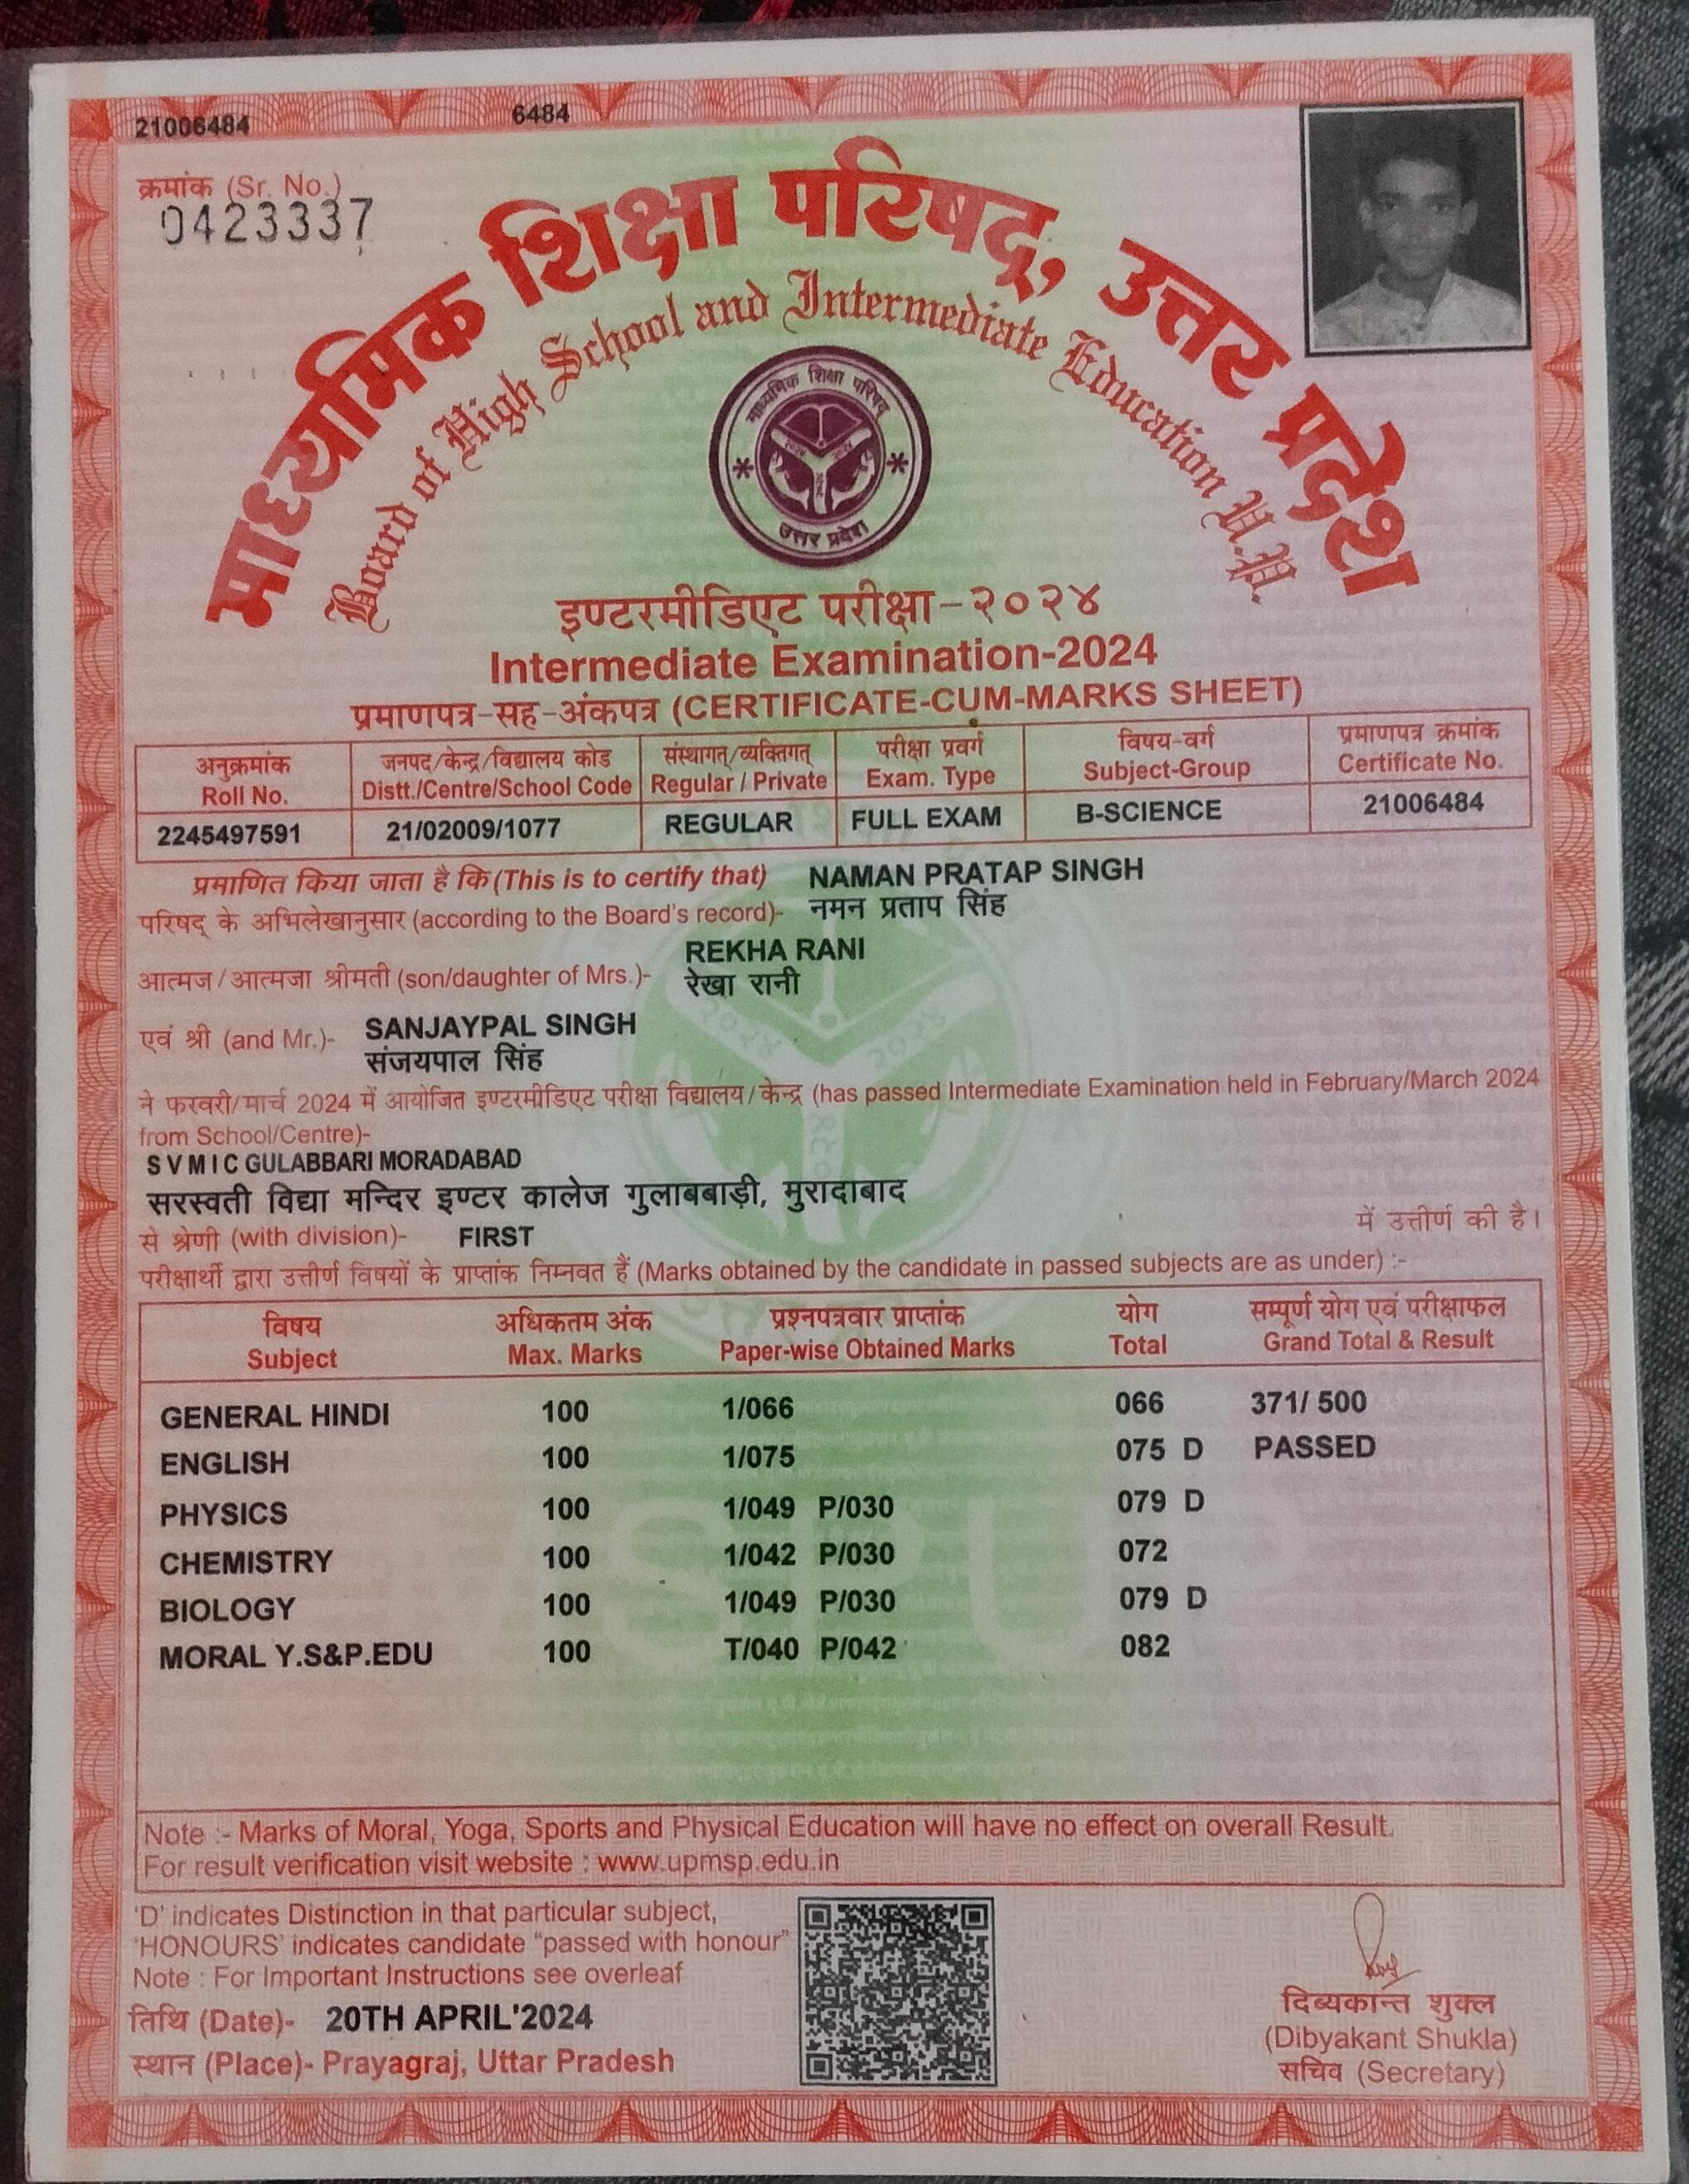 21006484 6484
क्रमांक (Sr. No.)
0423337
माध्यमिक शिक्षा परिषद्, उत्तर प्रदेश
Board of High School and Intermediate Education U.P.
माध्यमिक शिक्षा परिषद्
उत्तर प्रदेश
इण्टरमीडिएट परीक्षा-२०२४
Intermediate Examination-2024
प्रमाणपत्र-सह-अंकपत्र (CERTIFICATE-CUM-MARKS SHEET)
अनुक्रमांक जनपद/केन्द्र/विद्यालय कोड संस्थागत्/व्यक्तिगत् परीक्षा प्रवर्ग विषय-वर्ग प्रमाणपत्र क्रमांक
Roll No. Distt./Centre/School Code Regular / Private Exam. Type Subject-Group Certificate No.
2245497591 21/02009/1077 REGULAR FULL EXAM B-SCIENCE 21006484
प्रमाणित किया जाता है कि (This is to certify that) NAMAN PRATAP SINGH
परिषद् के अभिलेखानुसार (according to the Board's record)- नमन प्रताप सिंह
REKHA RANI
आत्मज/आत्मजा श्रीमती (son/daughter of Mrs.)- रेखा रानी
एवं श्री (and Mr.)- SANJAYPAL SINGH
संजयपाल सिंह
ने फरवरी/मार्च 2024 में आयोजित इण्टरमीडिएट परीक्षा विद्यालय/केन्द्र (has passed Intermediate Examination held in February/March 2024
from School/Centre)-
S V M I C GULABBARI MORADABAD
सरस्वती विद्या मन्दिर इण्टर कालेज गुलाबबाड़ी, मुरादाबाद
में उत्तीर्ण की है।
से श्रेणी (with division)- FIRST
परीक्षार्थी द्वारा उत्तीर्ण विषयों के प्राप्तांक निम्नवत हैं (Marks obtained by the candidate in passed subjects are as under) :-
विषय अधिकतम अंक प्रश्नपत्रवार प्राप्तांक योग सम्पूर्ण योग एवं परीक्षाफल
Subject Max. Marks Paper-wise Obtained Marks Total Grand Total & Result
GENERAL HINDI 100 1/066 066 371/ 500
ENGLISH 100 1/075 075 D PASSED
PHYSICS 100 1/049 P/030 079 D
CHEMISTRY 100 1/042 P/030 072
BIOLOGY 100 1/049 P/030 079 D
MORAL Y.S&P.EDU 100 T/040 P/042 082
Note :- Marks of Moral, Yoga, Sports and Physical Education will have no effect on overall Result.
For result verification visit website : www.upmsp.edu.in
'D' indicates Distinction in that particular subject,
'HONOURS' indicates candidate "passed with honour"
Note : For Important Instructions see overleaf
तिथि (Date)- 20TH APRIL'2024
स्थान (Place)- Prayagraj, Uttar Pradesh
दिब्यकान्त शुक्ल
(Dibyakant Shukla)
सचिव (Secretary)